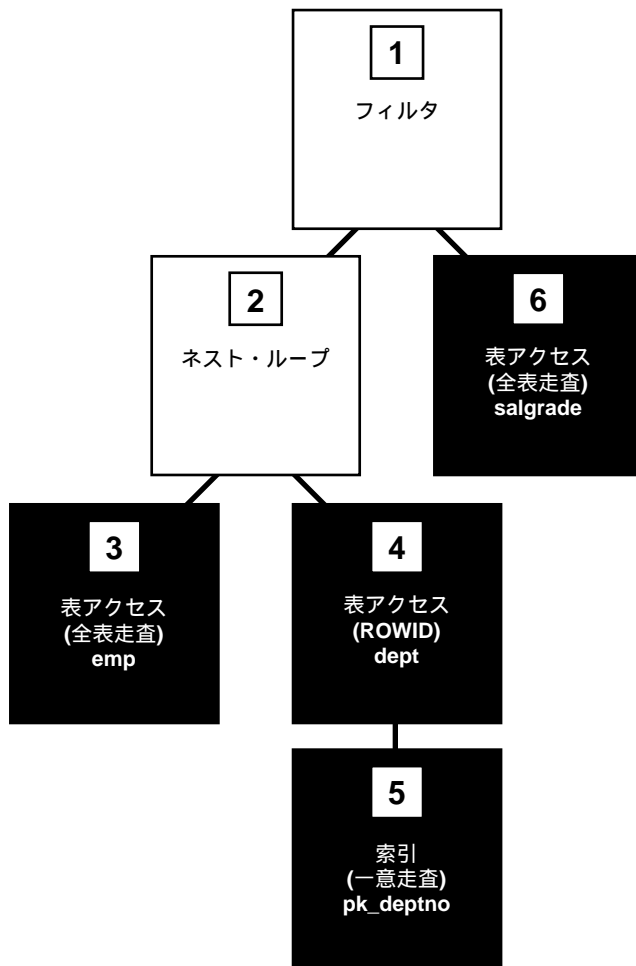 1
フィルタ
2
ネスト・ループ
6
表アクセス
(全表走査)
salgrade
3
表アクセス
(全表走査)
emp
4
表アクセス
(ROWID)
dept
5
索引
(一意走査)
pk_deptno